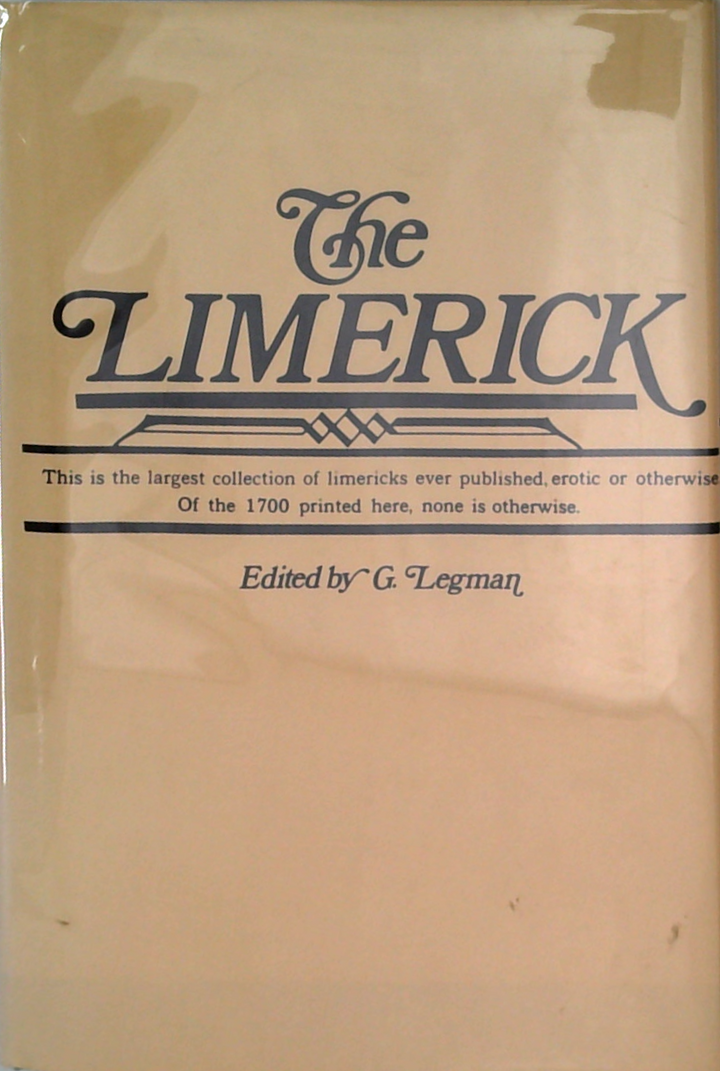 The
LIMERICK
This is the largest collection of limericks ever published, erotic or otherwise
Of the 1700 printed here, none is otherwise.
Edited by G. Legman